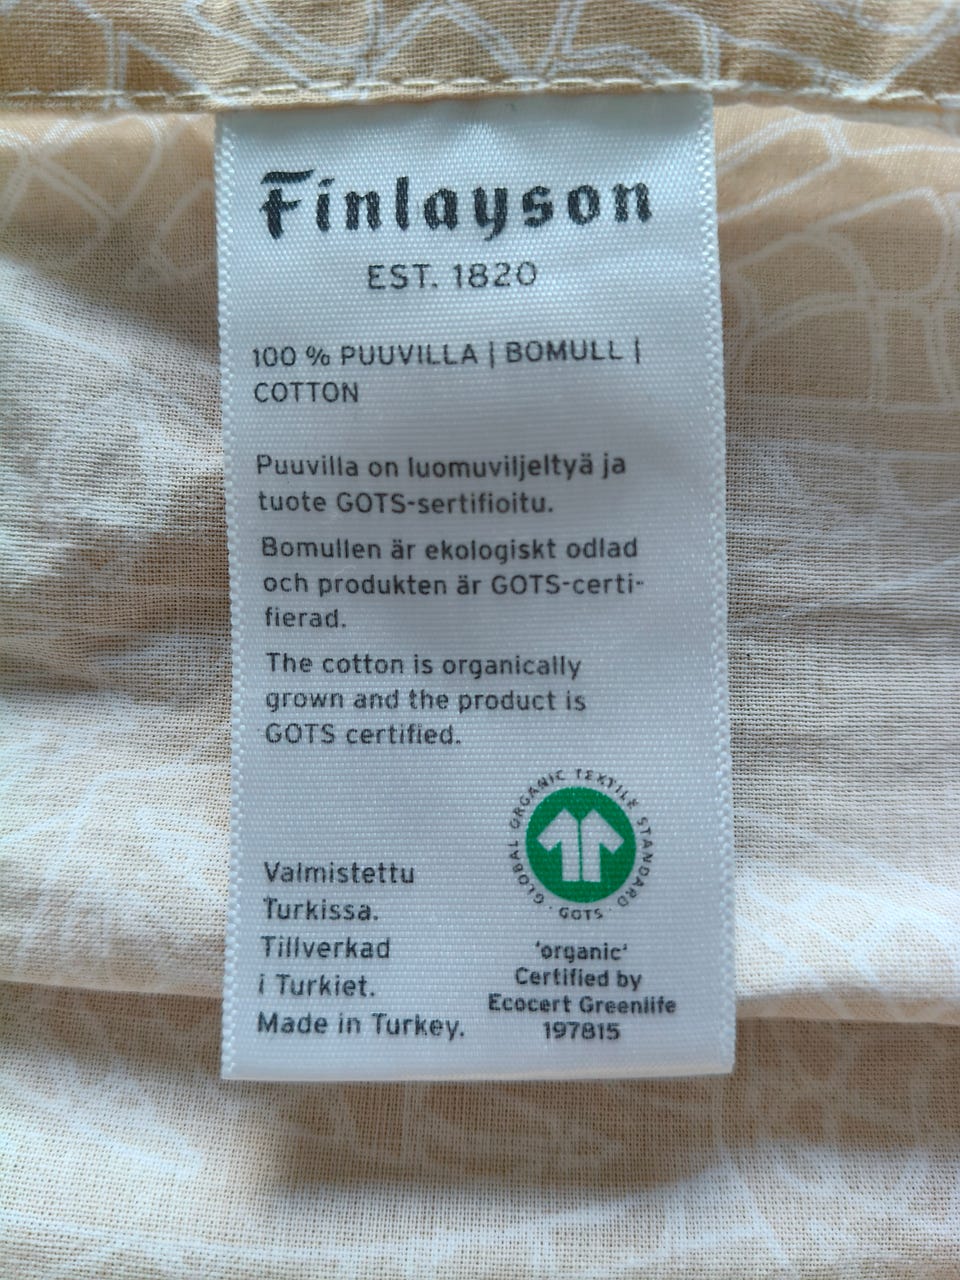 Finlayson
EST. 1820
100 % PUUVILLA | BOMULL |
COTTON
Puuvilla on luomuviljeltyä ja
tuote GOTS-sertifioitu.
Bomullen är ekologiskt odlad
och produkten är GOTS-certi-
fierad.
The cotton is organically
grown and the product is
GOTS certified.
GLOBAL ORGANIC TEXTILE STANDARD · GOTS ·
Valmistettu
Turkissa.
Tillverkad
i Turkiet.
Made in Turkey.
'organic'
Certified by
Ecocert Greenlife
197815